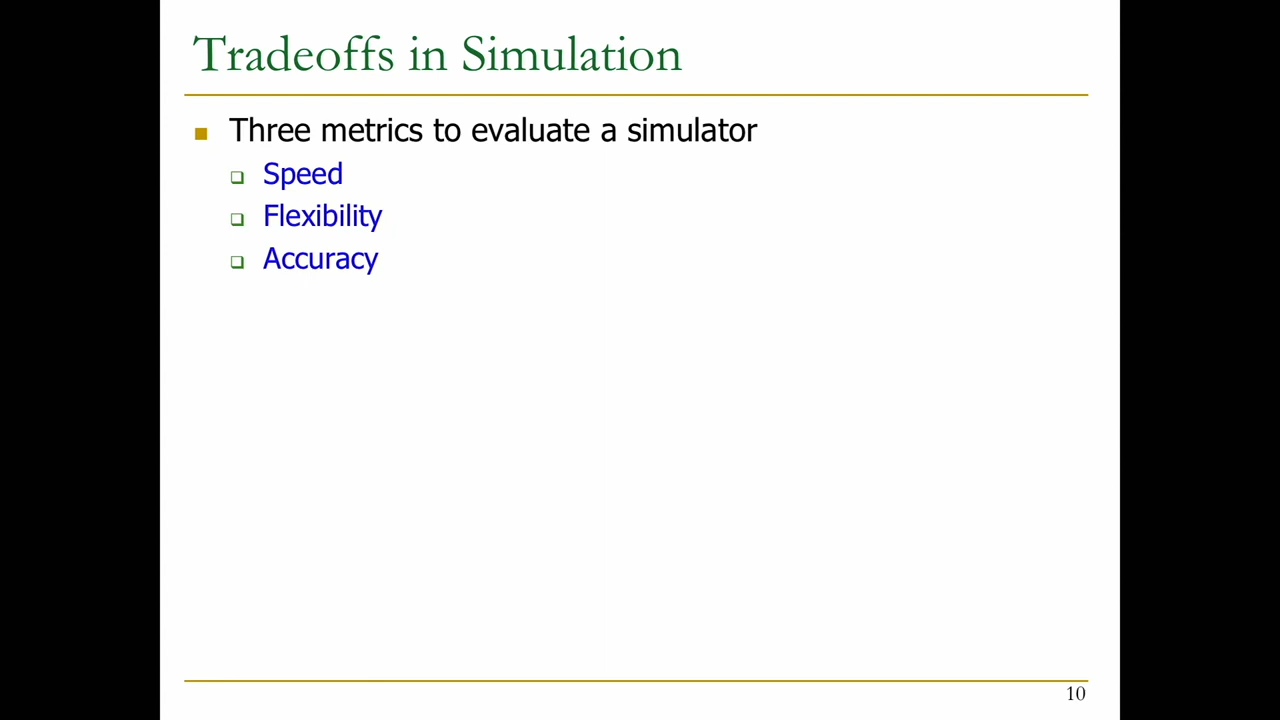 Tradeoffs in Simulation
Three metrics to evaluate a simulator
Speed
Flexibility
Accuracy
10